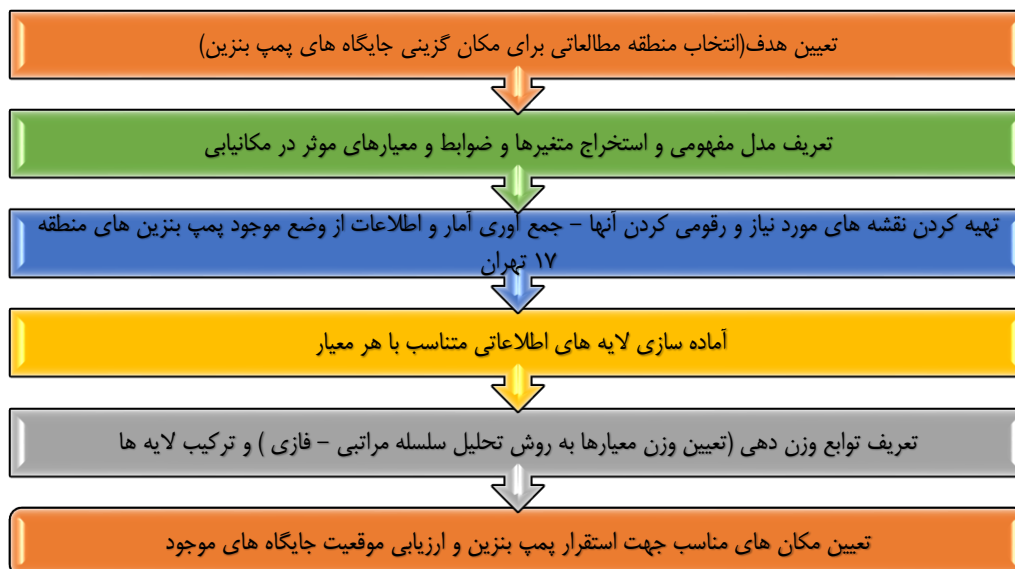 تعیین هدف(انتخاب منطقه مطالعاتی برای مکان گزینی جایگاه های پمپ بنزین)
تعریف مدل مفهومی و استخراج متغیرها و ضوابط و معیارهای موثر در مکانیابی
تهیه کردن نقشه های مورد نیاز و رقومی کردن آنها – جمع آوری آمار و اطلاعات از وضع موجود پمپ بنزین های منطقه
۱۷ تهران
آماده سازی لایه های اطلاعاتی متناسب با هر معیار
تعریف توابع وزن دهی (تعیین وزن معیارها به روش تحلیل سلسله مراتبی – فازی ) و ترکیب لایه ها
تعیین مکان های مناسب جهت استقرار پمپ بنزین و ارزیابی موقعیت جایگاه های موجود